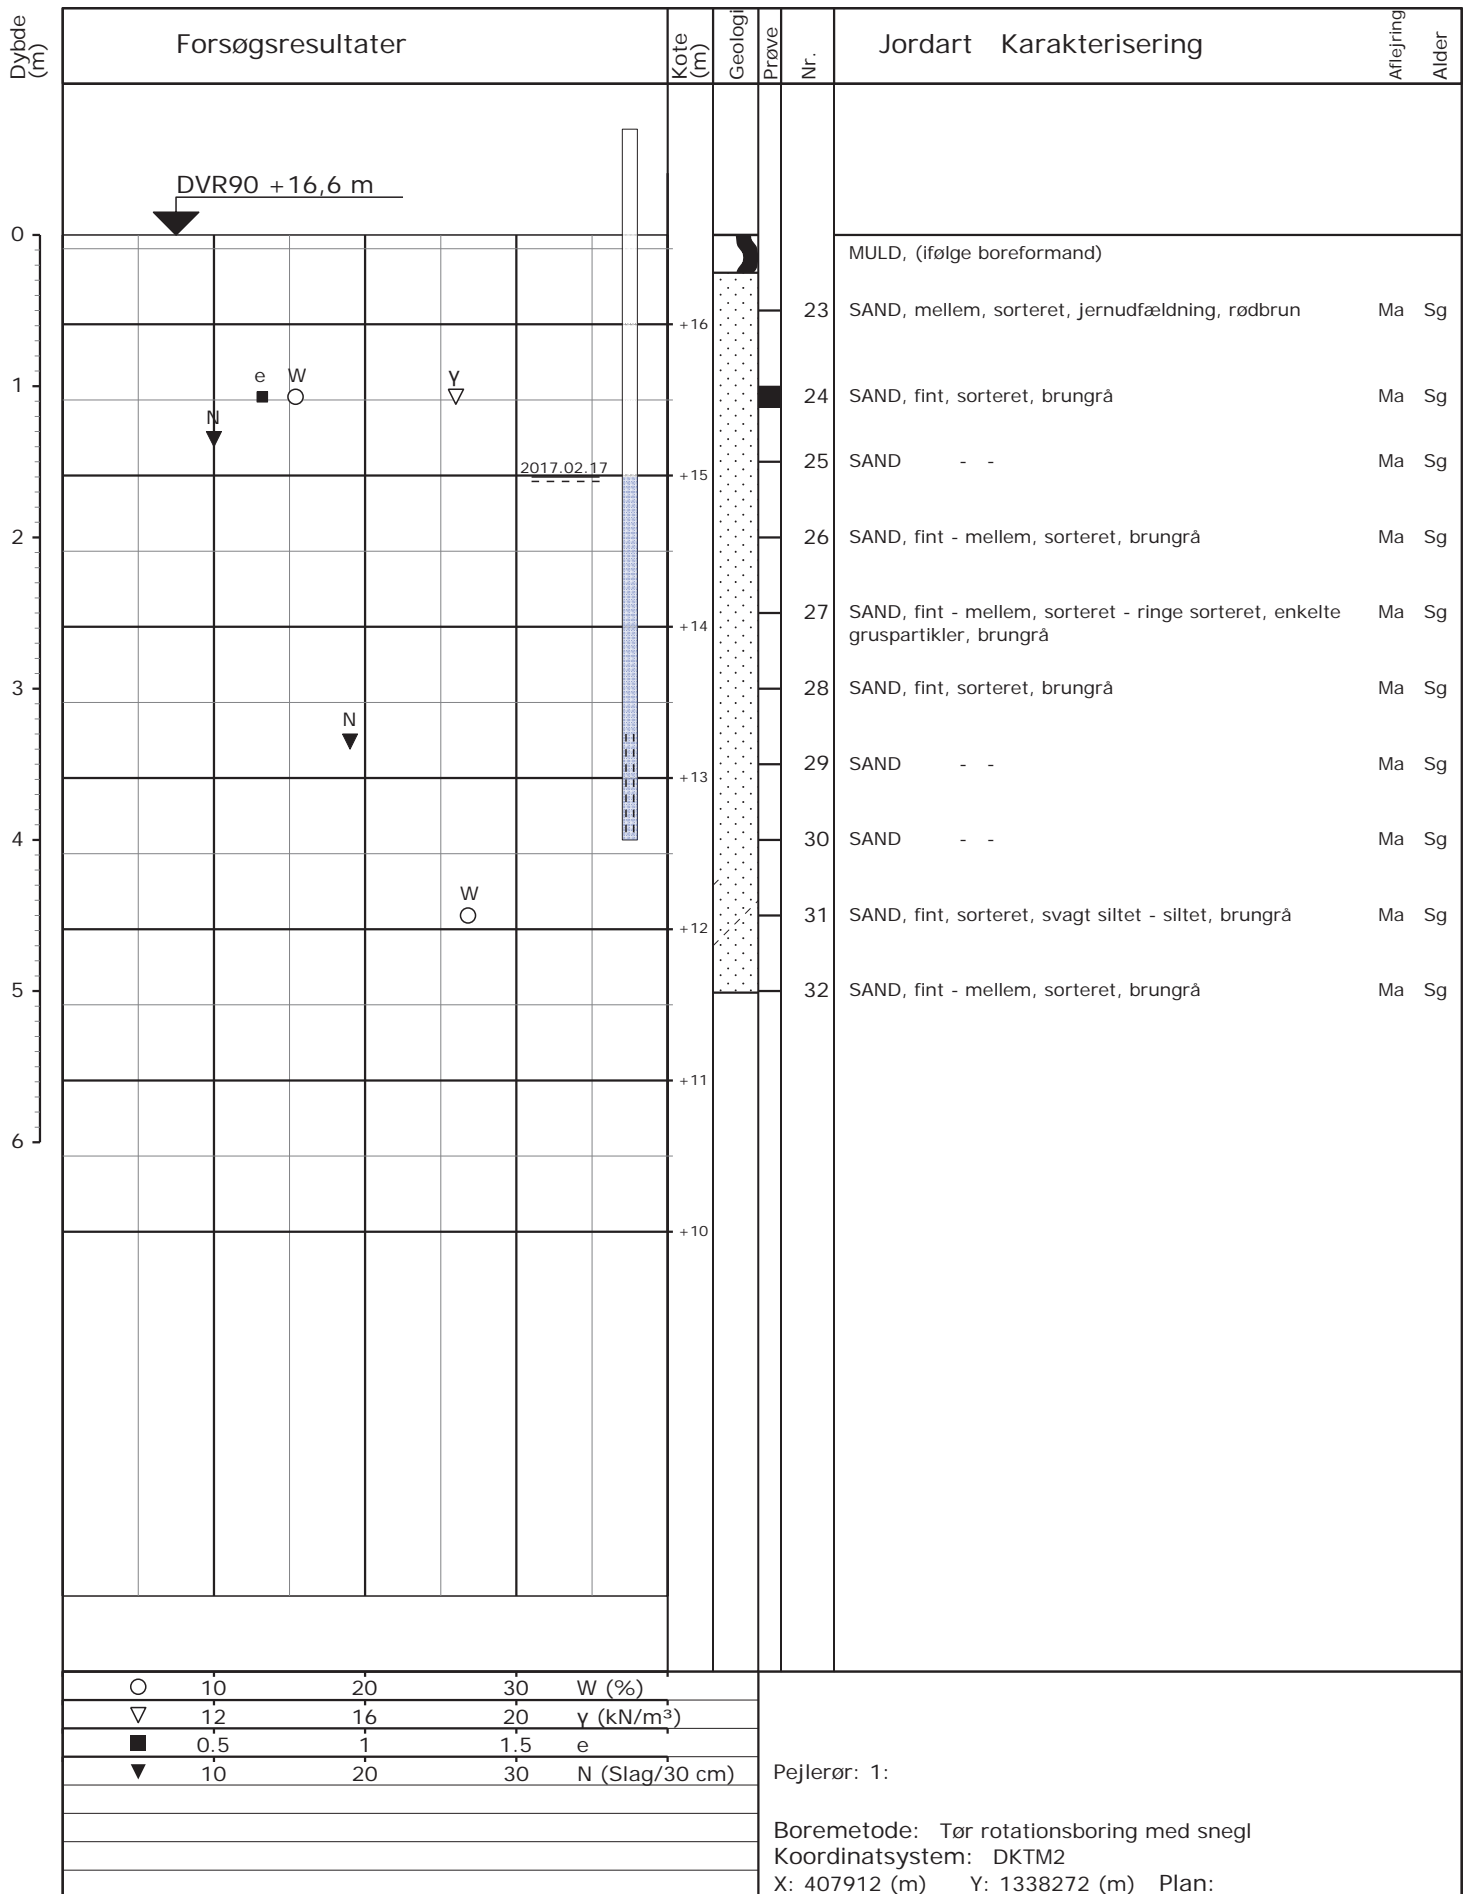 Dybde (m)
Forsøgsresultater
Kote (m)
Geologi
Prøve
Nr.
Jordart Karakterisering
Aflejring
Alder
DVR90 +16,6 m
0
MULD, (ifølge boreformand)
23 SAND, mellem, sorteret, jernudfældning, rødbrun Ma Sg
+16
e W γ
1
24 SAND, fint, sorteret, brungrå Ma Sg
N
2017.02.17
25 SAND - - Ma Sg
+15
2
26 SAND, fint - mellem, sorteret, brungrå Ma Sg
27 SAND, fint - mellem, sorteret - ringe sorteret, enkelte Ma Sg
gruspartikler, brungrå
+14
3
28 SAND, fint, sorteret, brungrå Ma Sg
N
29 SAND - - Ma Sg
+13
4
30 SAND - - Ma Sg
W
31 SAND, fint, sorteret, svagt siltet - siltet, brungrå Ma Sg
+12
5
32 SAND, fint - mellem, sorteret, brungrå Ma Sg
+11
6
+10
10 20 30 W (%)
12 16 20 γ (kN/m³)
0.5 1 1.5 e
10 20 30 N (Slag/30 cm)
Pejlerør: 1:
Boremetode: Tør rotationsboring med snegl
Koordinatsystem: DKTM2
X: 407912 (m) Y: 1338272 (m) Plan: